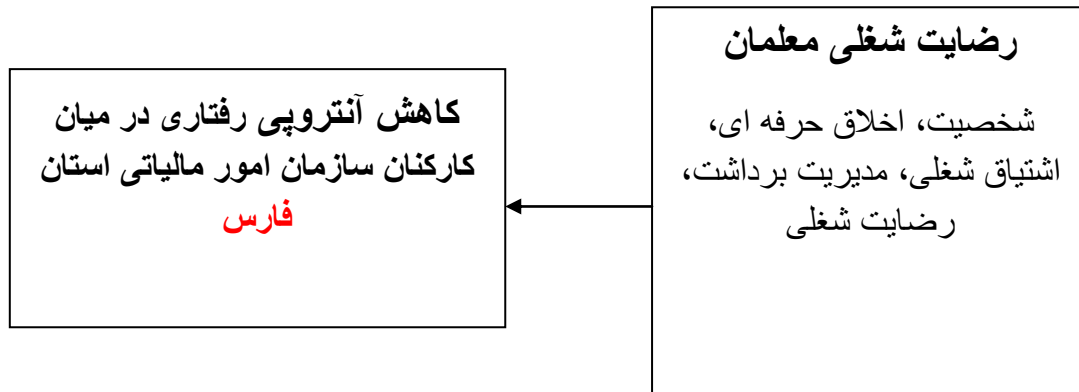 رضایت شغلی معلمان
شخصیت، اخلاق حرفه ای،
اشتیاق شغلی، مدیریت برداشت،
رضایت شغلی
کاهش آنتروپی رفتاری در میان
کارکنان سازمان امور مالیاتی استان
فارس